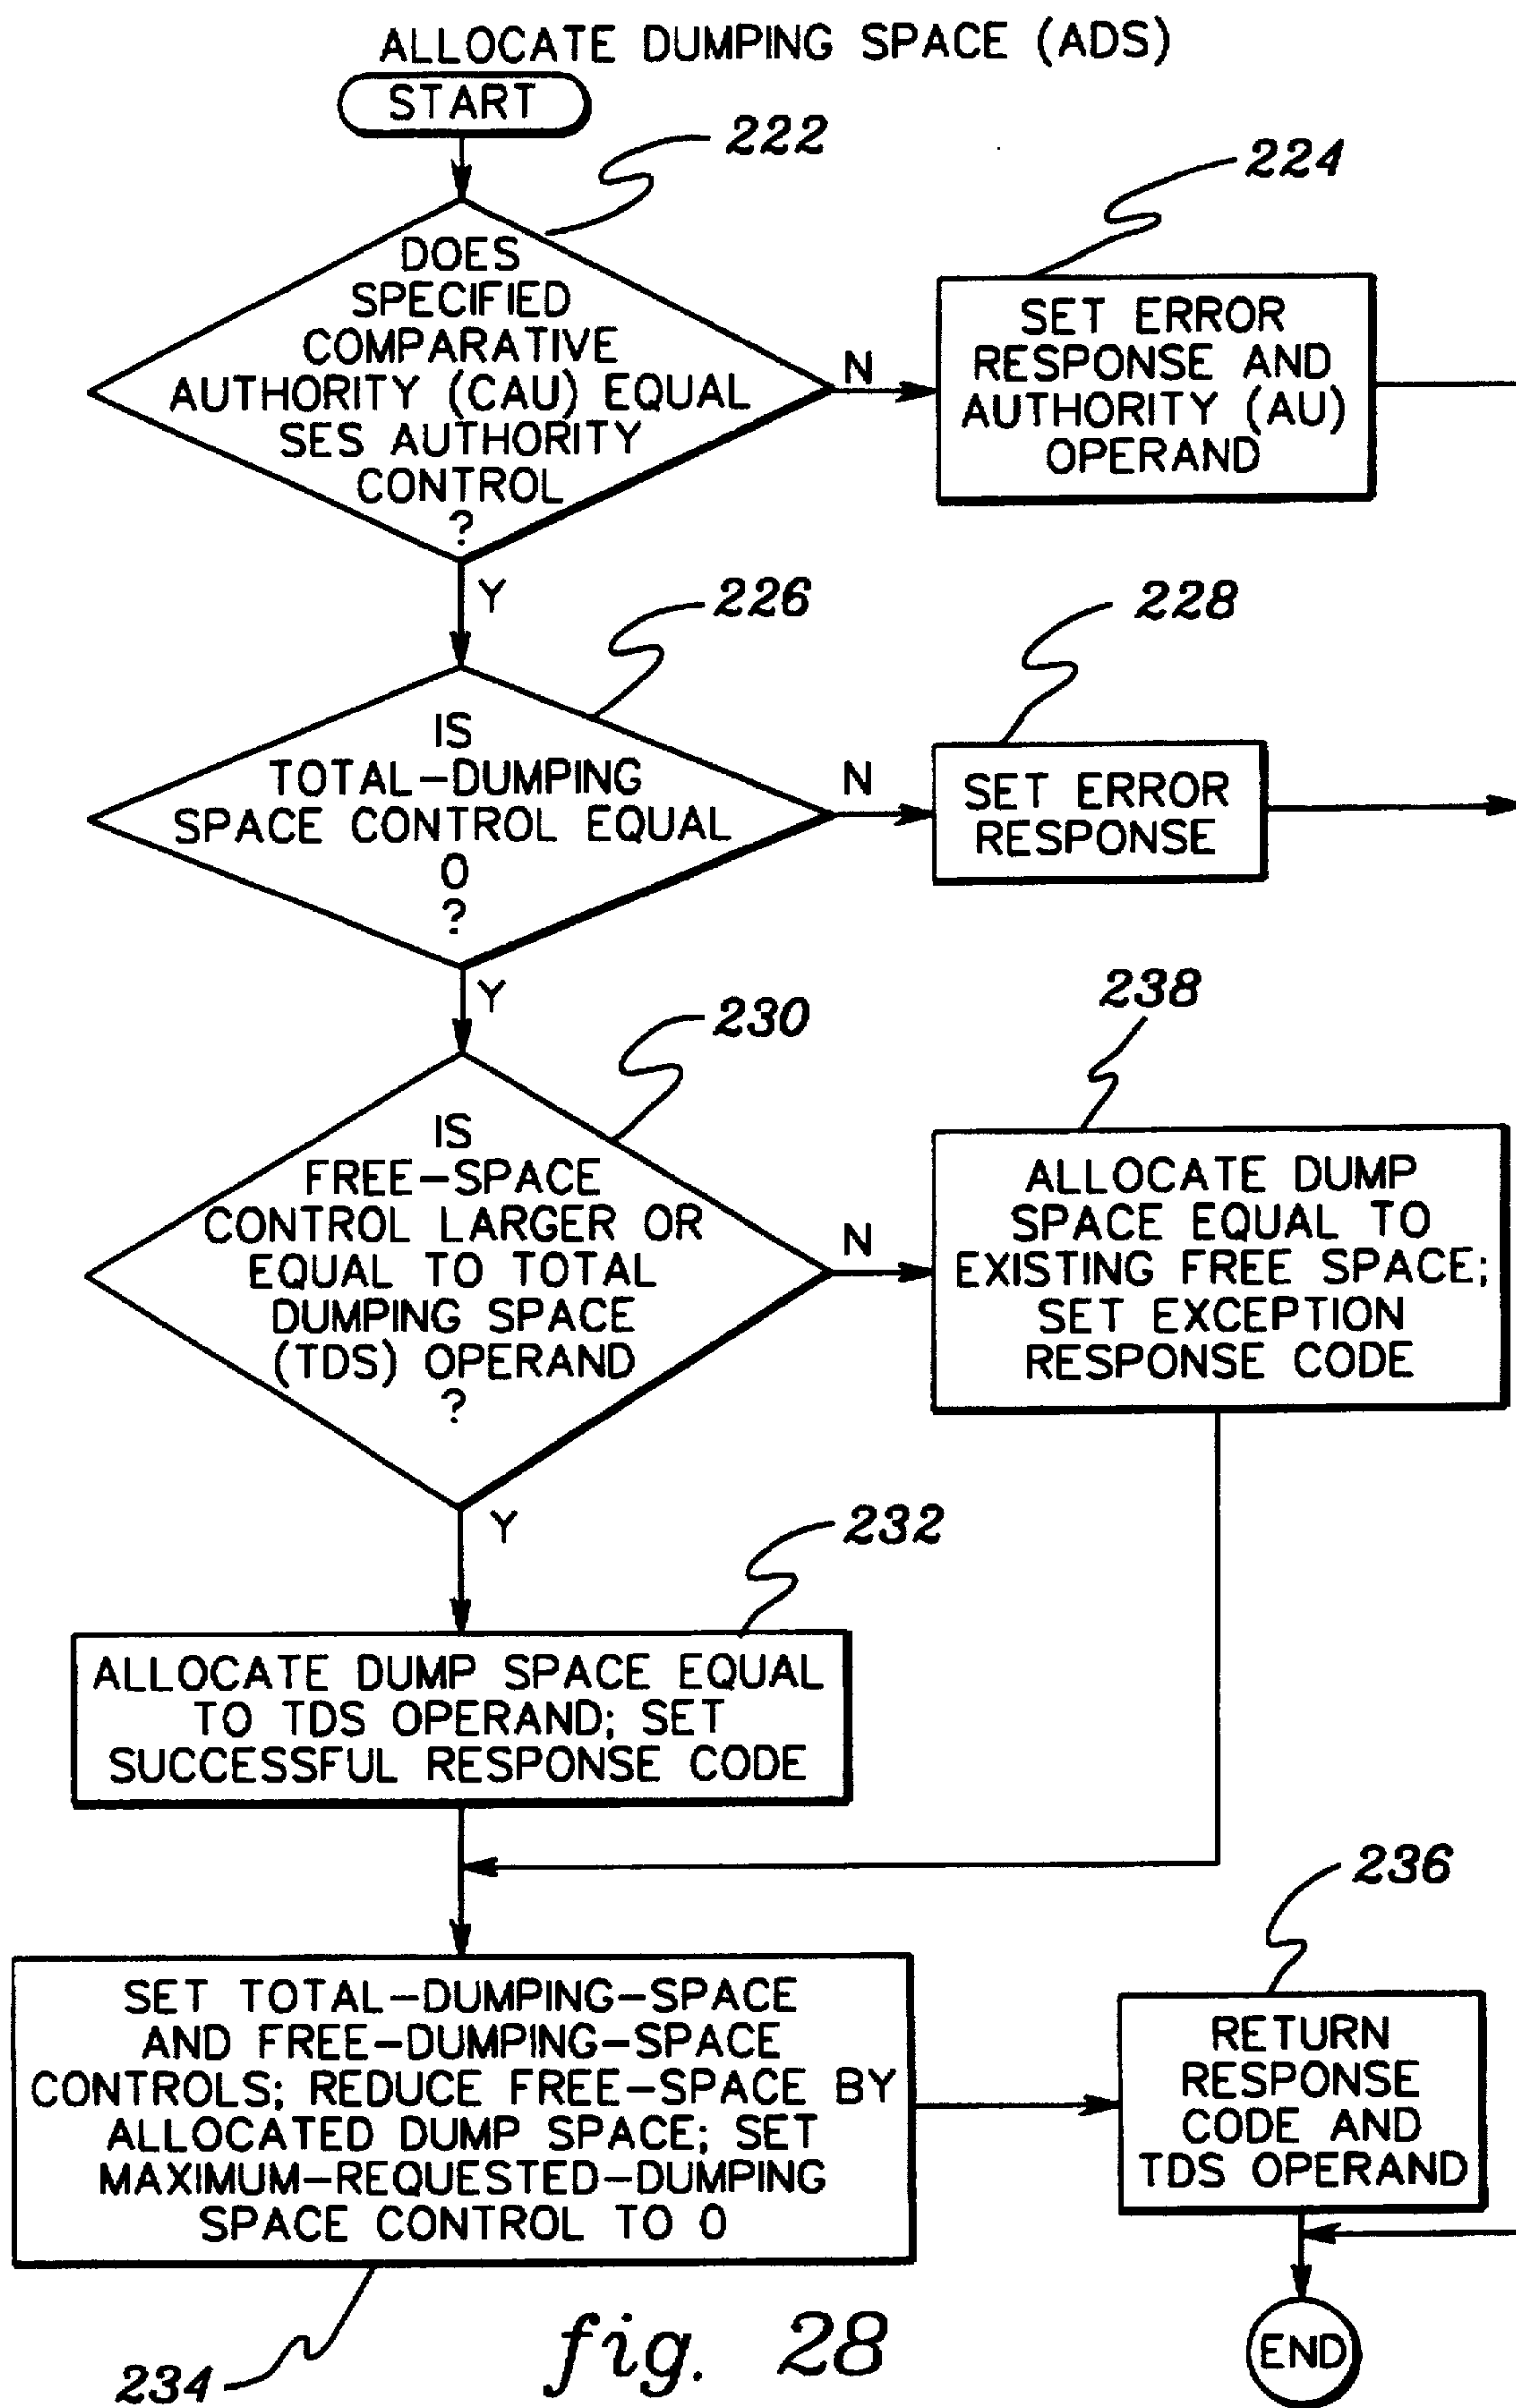 ALLOCATE DUMPING SPACE (ADS)
START
222
DOES
SPECIFIED
COMPARATIVE
AUTHORITY (CAU) EQUAL
SES AUTHORITY
CONTROL
?
N
224
SET ERROR
RESPONSE AND
AUTHORITY (AU)
OPERAND
Y
226
IS
TOTAL-DUMPING
SPACE CONTROL EQUAL
0
?
N
228
SET ERROR
RESPONSE
Y
230
IS
FREE-SPACE
CONTROL LARGER OR
EQUAL TO TOTAL
DUMPING SPACE
(TDS) OPERAND
?
N
238
ALLOCATE DUMP
SPACE EQUAL TO
EXISTING FREE SPACE;
SET EXCEPTION
RESPONSE CODE
Y
232
ALLOCATE DUMP SPACE EQUAL
TO TDS OPERAND; SET
SUCCESSFUL RESPONSE CODE
SET TOTAL-DUMPING-SPACE
AND FREE-DUMPING-SPACE
CONTROLS; REDUCE FREE-SPACE BY
ALLOCATED DUMP SPACE; SET
MAXIMUM-REQUESTED-DUMPING
SPACE CONTROL TO 0
234
236
RETURN
RESPONSE
CODE AND
TDS OPERAND
END
fig. 28